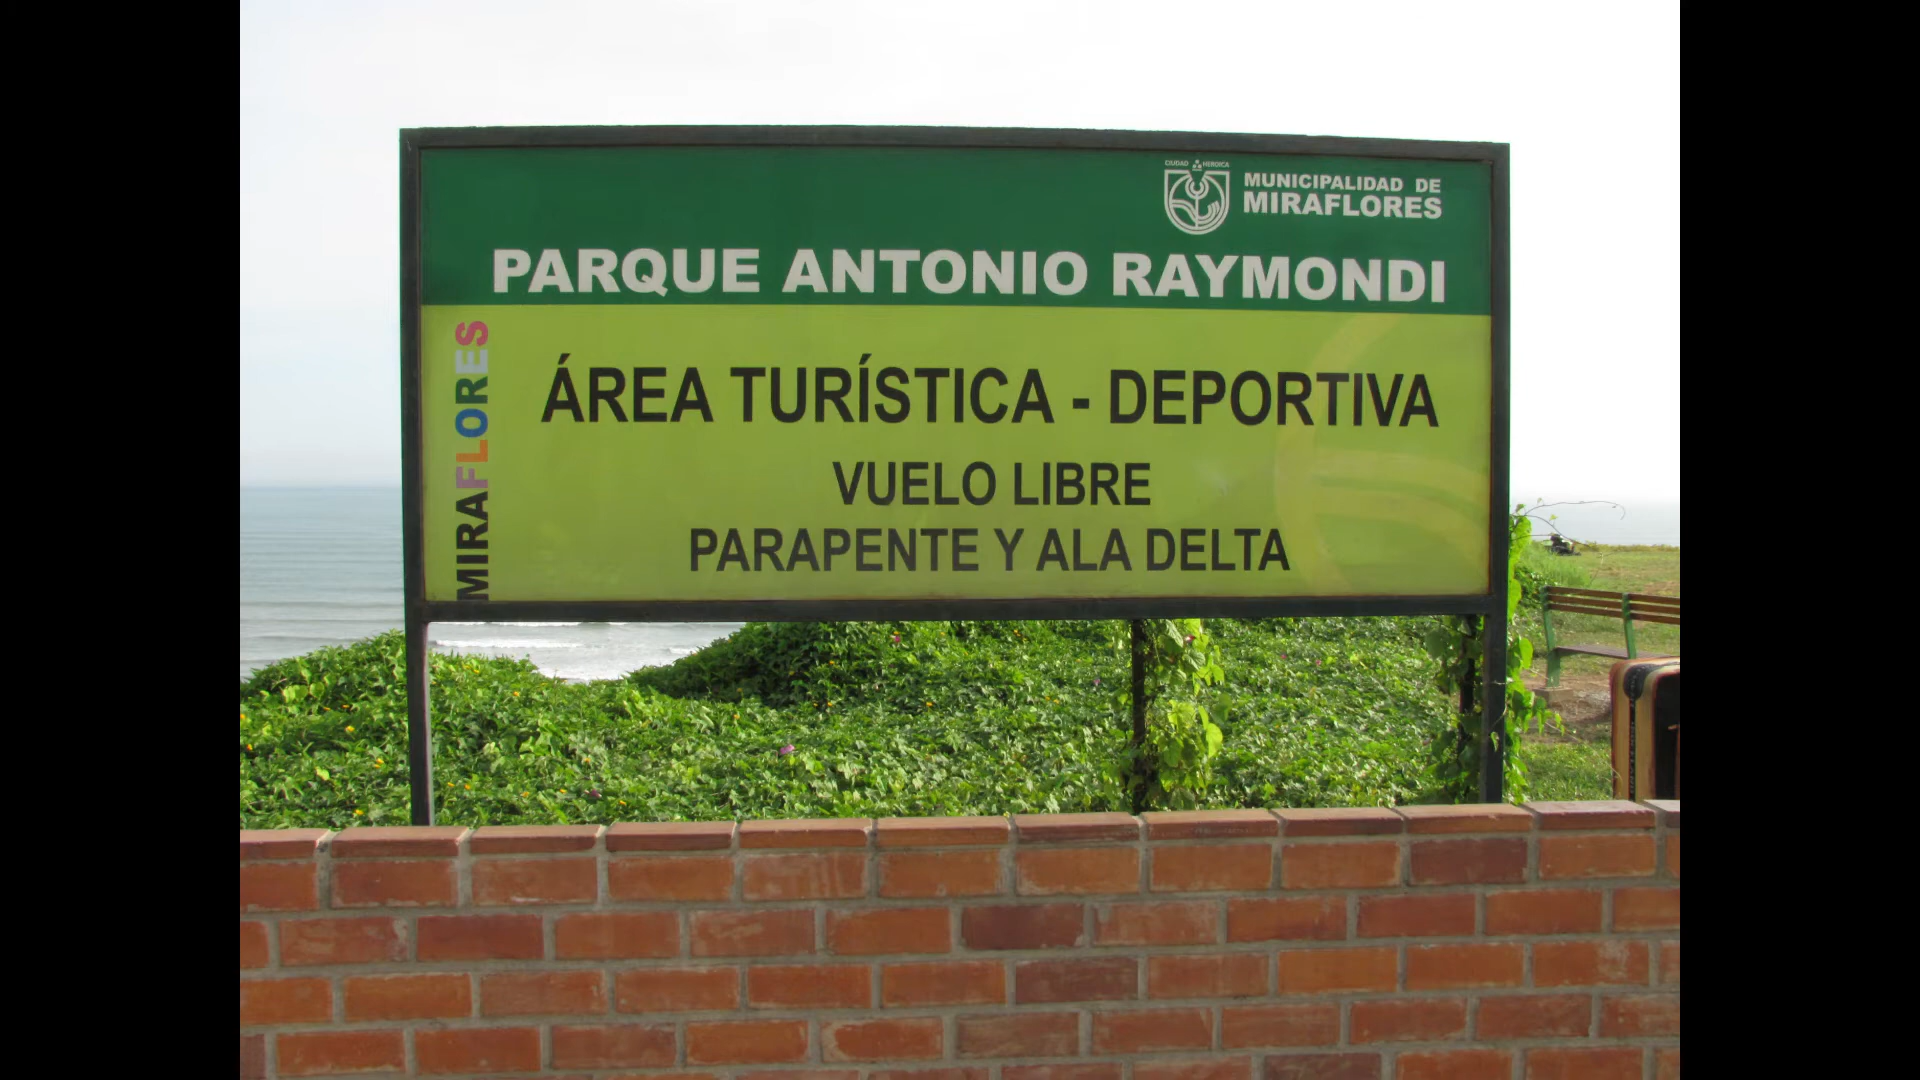 CIUDAD HEROICA
MUNICIPALIDAD DE
MIRAFLORES
PARQUE ANTONIO RAYMONDI
MIRAFLORES
ÁREA TURÍSTICA - DEPORTIVA
VUELO LIBRE
PARAPENTE Y ALA DELTA